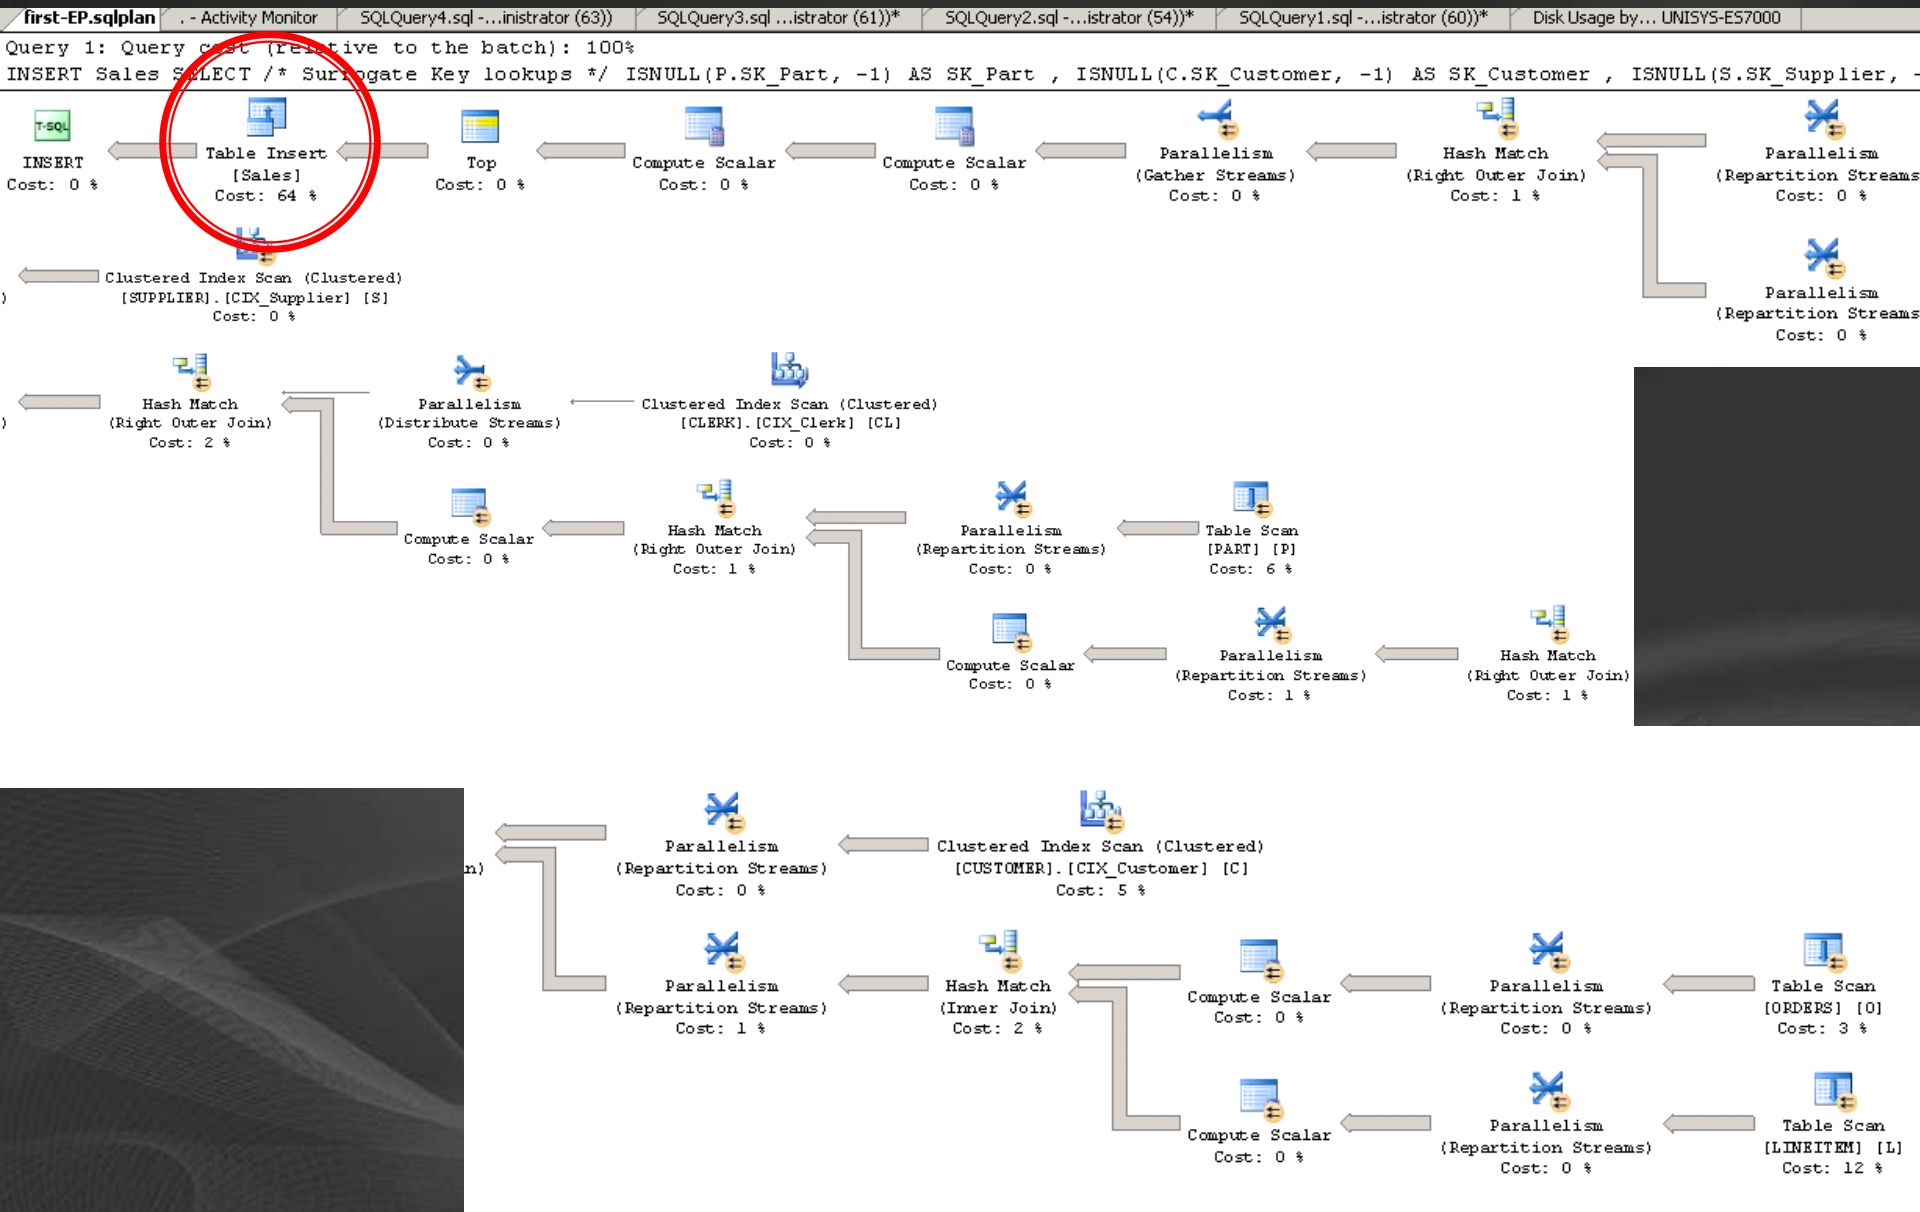 first-EP.sqlplan
. - Activity Monitor
SQLQuery4.sql -...inistrator (63))
SQLQuery3.sql ...istrator (61))*
SQLQuery2.sql -...istrator (54))*
SQLQuery1.sql -...istrator (60))*
Disk Usage by... UNISYS-ES7000
Query 1: Query cost (relative to the batch): 100%
INSERT Sales SELECT /* Surrogate Key lookups */ ISNULL(P.SK_Part, -1) AS SK_Part , ISNULL(C.SK_Customer, -1) AS SK_Customer , ISNULL(S.SK_Supplier, -
T-SQL
INSERT
Cost: 0 %
Table Insert
[Sales]
Cost: 64 %
Top
Cost: 0 %
Compute Scalar
Cost: 0 %
Compute Scalar
Cost: 0 %
Parallelism
(Gather Streams)
Cost: 0 %
Hash Match
(Right Outer Join)
Cost: 1 %
Parallelism
(Repartition Streams
Cost: 0 %
)
Clustered Index Scan (Clustered)
[SUPPLIER].[CIX_Supplier] [S]
Cost: 0 %
Parallelism
(Repartition Streams
Cost: 0 %
)
Hash Match
(Right Outer Join)
Cost: 2 %
Parallelism
(Distribute Streams)
Cost: 0 %
Clustered Index Scan (Clustered)
[CLERK].[CIX_Clerk] [CL]
Cost: 0 %
Compute Scalar
Cost: 0 %
Hash Match
(Right Outer Join)
Cost: 1 %
Parallelism
(Repartition Streams)
Cost: 0 %
Table Scan
[PART] [P]
Cost: 6 %
Compute Scalar
Cost: 0 %
Parallelism
(Repartition Streams)
Cost: 1 %
Hash Match
(Right Outer Join)
Cost: 1 %
n)
Parallelism
(Repartition Streams)
Cost: 0 %
Clustered Index Scan (Clustered)
[CUSTOMER].[CIX_Customer] [C]
Cost: 5 %
Parallelism
(Repartition Streams)
Cost: 1 %
Hash Match
(Inner Join)
Cost: 2 %
Compute Scalar
Cost: 0 %
Parallelism
(Repartition Streams)
Cost: 0 %
Table Scan
[ORDERS] [O]
Cost: 3 %
Compute Scalar
Cost: 0 %
Parallelism
(Repartition Streams)
Cost: 0 %
Table Scan
[LINEITEM] [L]
Cost: 12 %